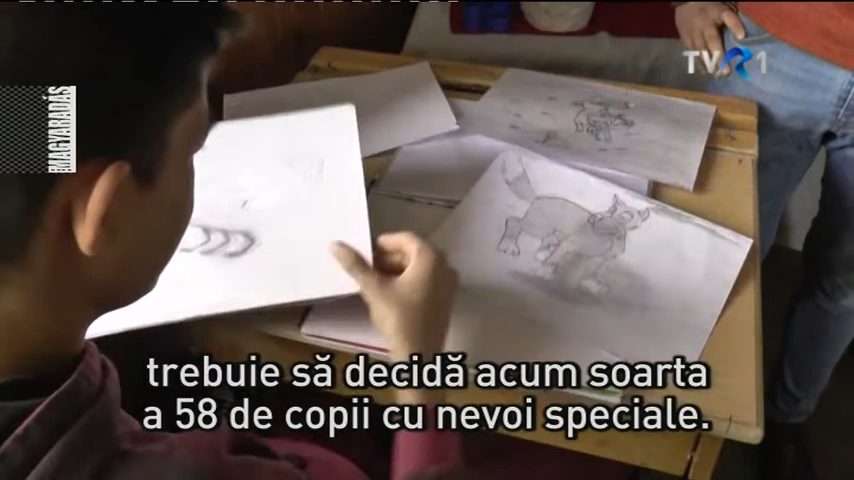 MAGYARADÁS
TVR1
trebuie să decidă acum soarta
a 58 de copii cu nevoi speciale.